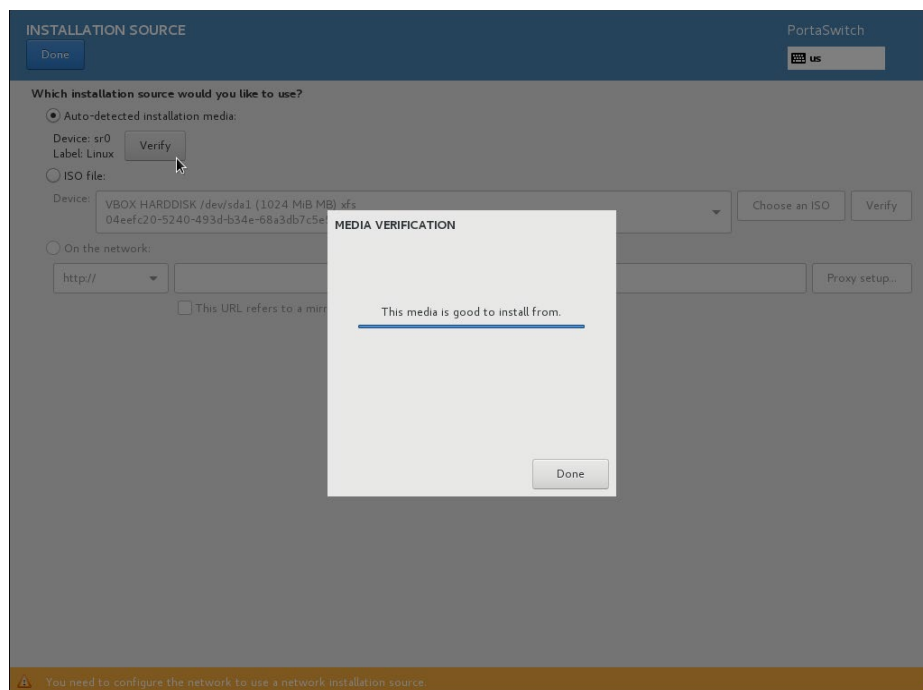 INSTALLATION SOURCE
PortaSwitch
Done
us
Which installation source would you like to use?
Auto-detected installation media:
Device: sr0
Label: Linux
Verify
ISO file:
Device:
VBOX HARDDISK /dev/sda1 (1024 MiB MB) xfs
04eefc20-5240-493d-b34e-68a3db7c5e
Choose an ISO
Verify
On the network:
http://
Proxy setup...
This URL refers to a mirr
MEDIA VERIFICATION
This media is good to install from.
Done
You need to configure the network to use a network installation source.